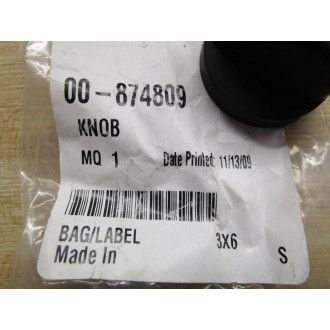 00-874809
KNOB
MQ 1 Date Printed: 11/13/09
BAG/LABEL 3X6
Made In S